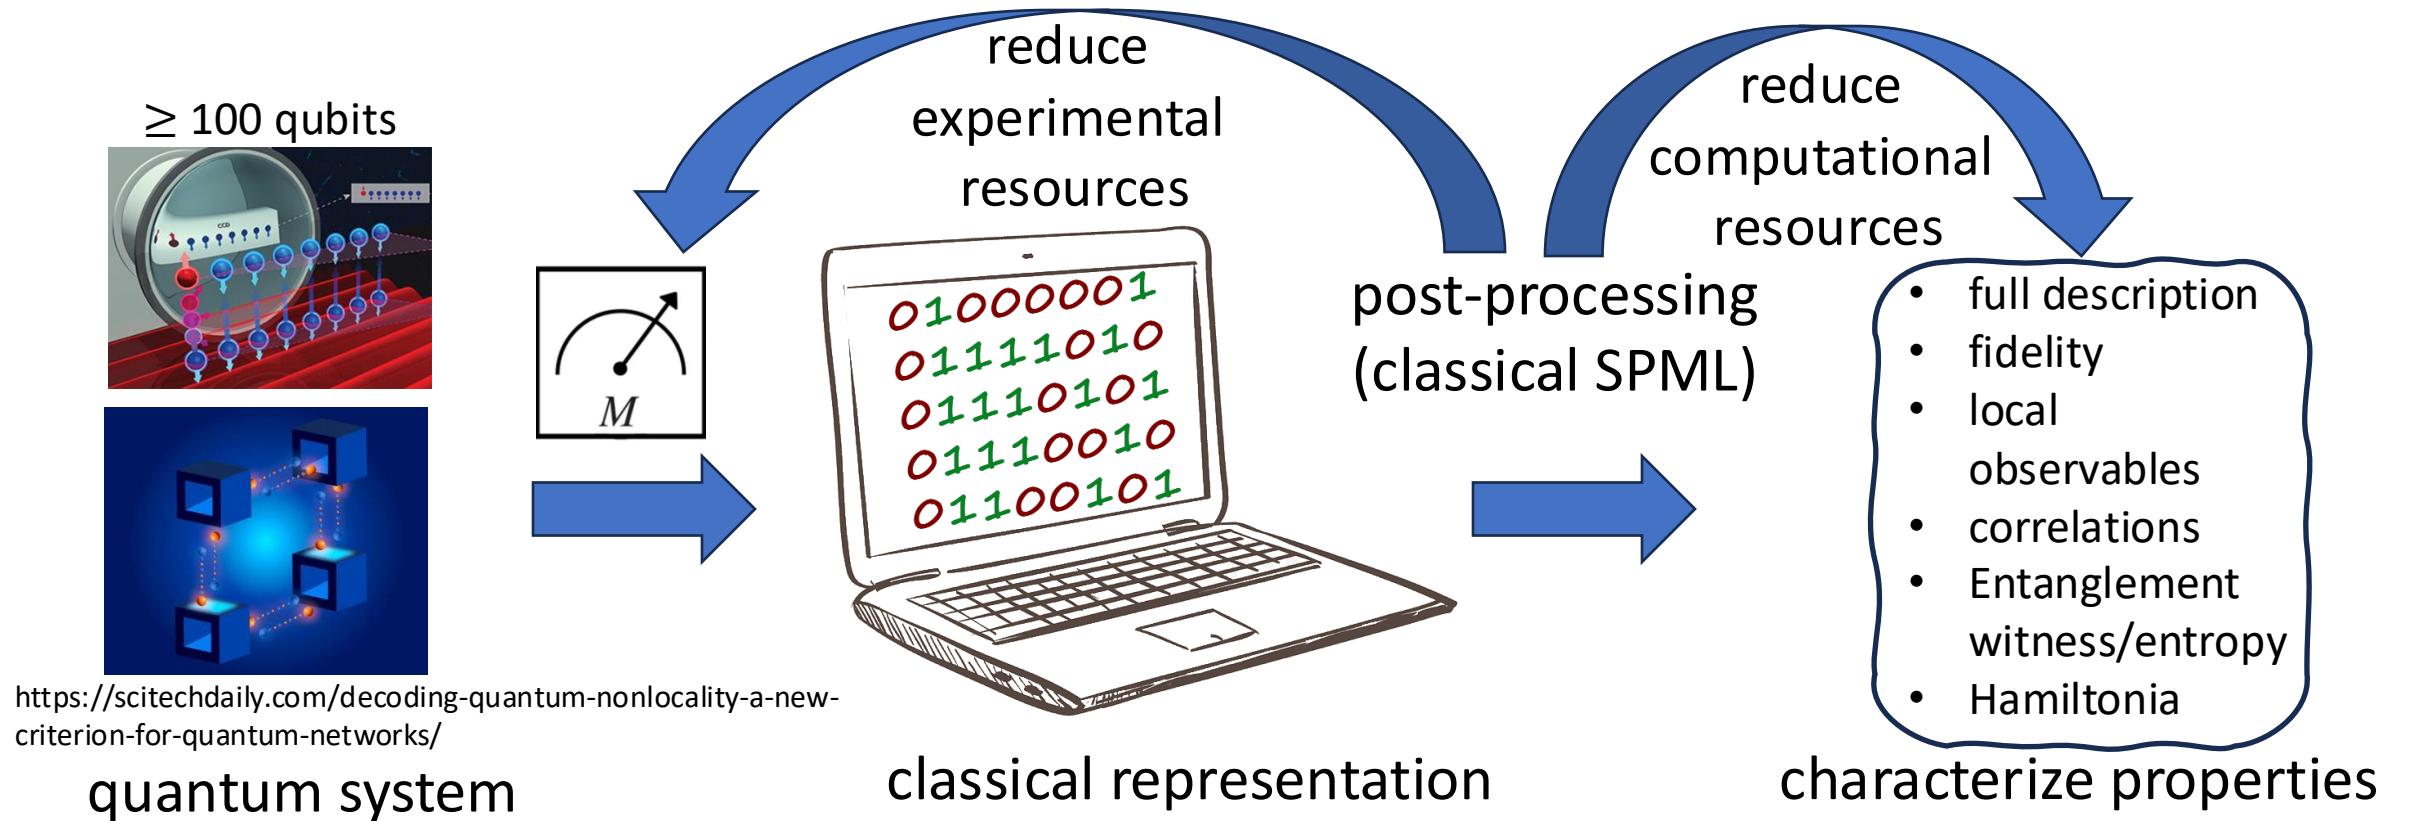 ≥ 100 qubits
CCD
https://scitechdaily.com/decoding-quantum-nonlocality-a-new-
criterion-for-quantum-networks/
quantum system
reduce
experimental
resources
M
01000001
01111010
01110101
01110010
01100101
classical representation
post-processing
(classical SPML)
reduce
computational
resources
• full description
• fidelity
• local
observables
• correlations
• Entanglement
witness/entropy
• Hamiltonia
characterize properties